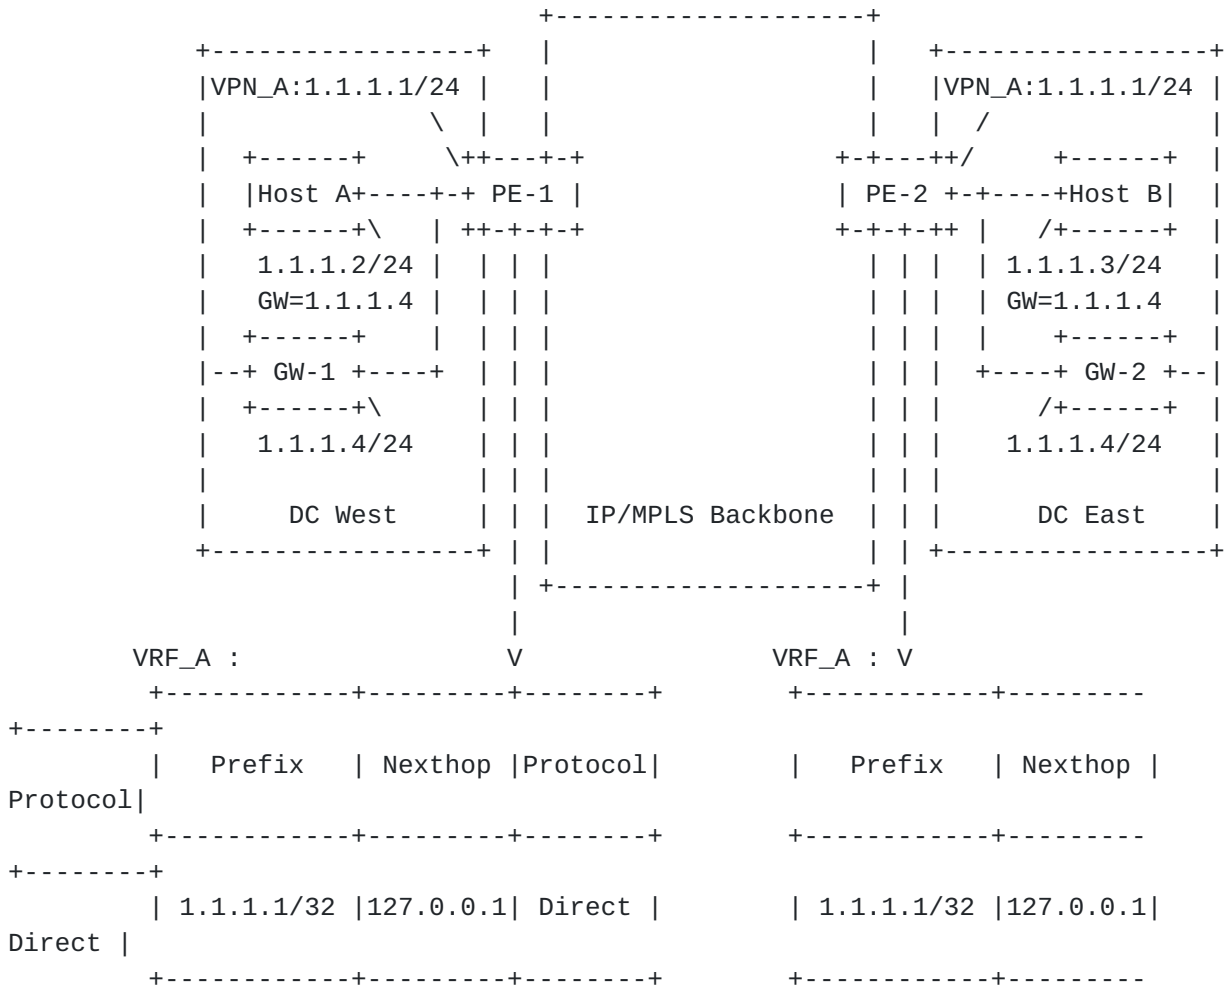 +--------------------+
            +-----------------+   |                    |   +-----------------+
            |VPN_A:1.1.1.1/24 |   |                    |   |VPN_A:1.1.1.1/24 |
            |              \  |   |                    |   |  /              |
            |  +------+     \++---+-+                +-+---++/     +------+  |
            |  |Host A+----+-+ PE-1 |                | PE-2 +-+----+Host B|  |
            |  +------+\   | ++-+-+-+                +-+-+-++ |   /+------+  |
            |   1.1.1.2/24 |  | | |                    | | |  | 1.1.1.3/24   |
            |   GW=1.1.1.4 |  | | |                    | | |  | GW=1.1.1.4   |
            |  +------+    |  | | |                    | | |  |    +------+  |
            |--+ GW-1 +----+  | | |                    | | |  +----+ GW-2 +--|
            |  +------+\      | | |                    | | |      /+------+  |
            |   1.1.1.4/24    | | |                    | | |    1.1.1.4/24   |
            |                 | | |                    | | |                 |
            |     DC West     | | |  IP/MPLS Backbone  | | |      DC East    |
            +-----------------+ | |                    | | +-----------------+
                                | +--------------------+ |
                                |                        |
        VRF_A :                 V                VRF_A : V
         +------------+---------+--------+        +------------+---------
+--------+
         |   Prefix   | Nexthop |Protocol|        |   Prefix   | Nexthop |
Protocol|
         +------------+---------+--------+        +------------+---------
+--------+
         | 1.1.1.1/32 |127.0.0.1| Direct |        | 1.1.1.1/32 |127.0.0.1|
Direct |
         +------------+---------+--------+        +------------+---------